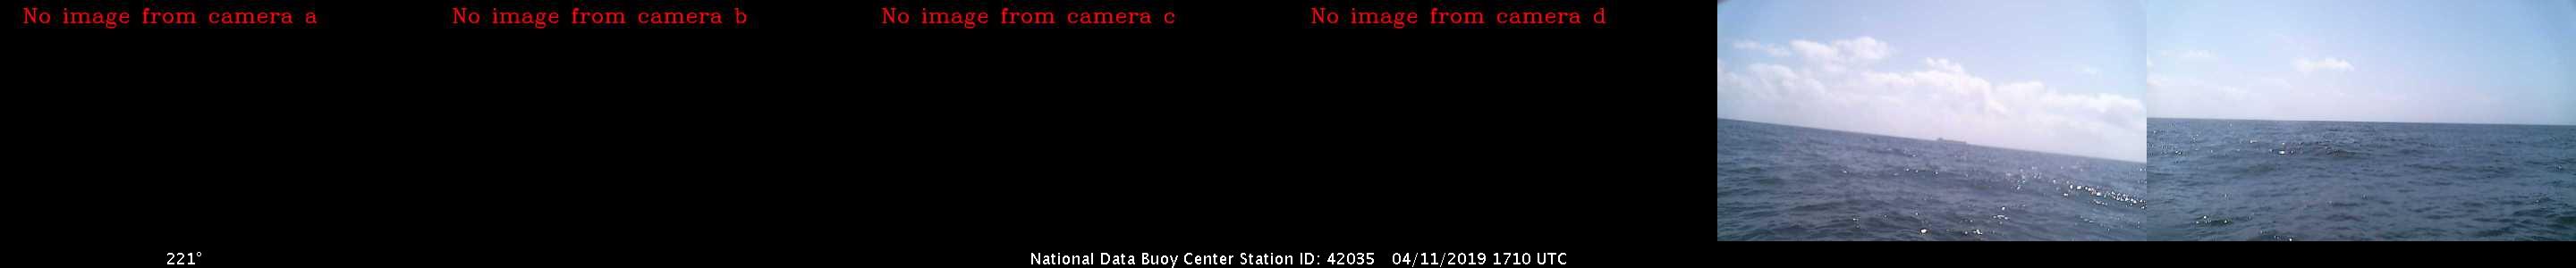 No image from camera a
No image from camera b
No image from camera c
No image from camera d
221°
National Data Buoy Center Station ID: 42035 04/11/2019 1710 UTC